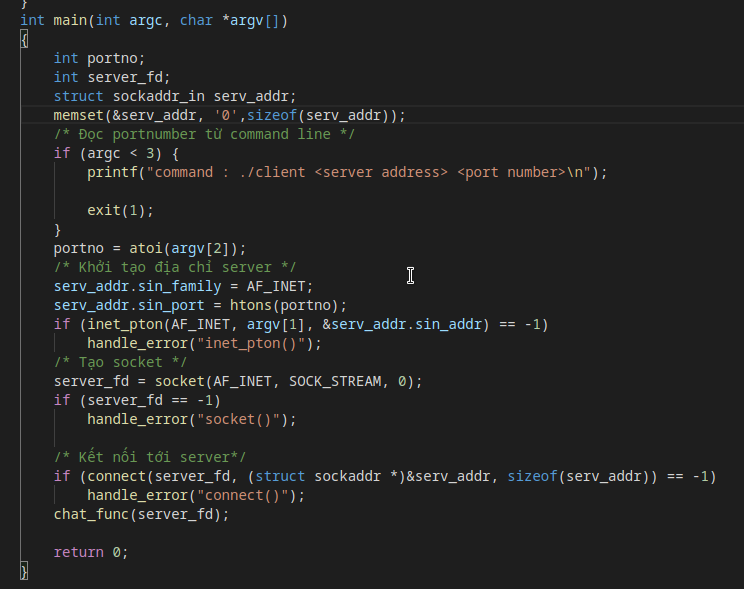 }
int main(int argc, char *argv[])
{
    int portno;
    int server_fd;
    struct sockaddr_in serv_addr;
    memset(&serv_addr, '0',sizeof(serv_addr));
    /* Đọc portnumber từ command line */
    if (argc < 3) {
        printf("command : ./client <server address> <port number>\n");
        exit(1);
    }
    portno = atoi(argv[2]);
    /* Khởi tạo địa chỉ server */
    serv_addr.sin_family = AF_INET;
    serv_addr.sin_port = htons(portno);
    if (inet_pton(AF_INET, argv[1], &serv_addr.sin_addr) == -1)
        handle_error("inet_pton()");
    /* Tạo socket */
    server_fd = socket(AF_INET, SOCK_STREAM, 0);
    if (server_fd == -1)
        handle_error("socket()");
    /* Kết nối tới server*/
    if (connect(server_fd, (struct sockaddr *)&serv_addr, sizeof(serv_addr)) == -1)
        handle_error("connect()");
    chat_func(server_fd);
    return 0;
}